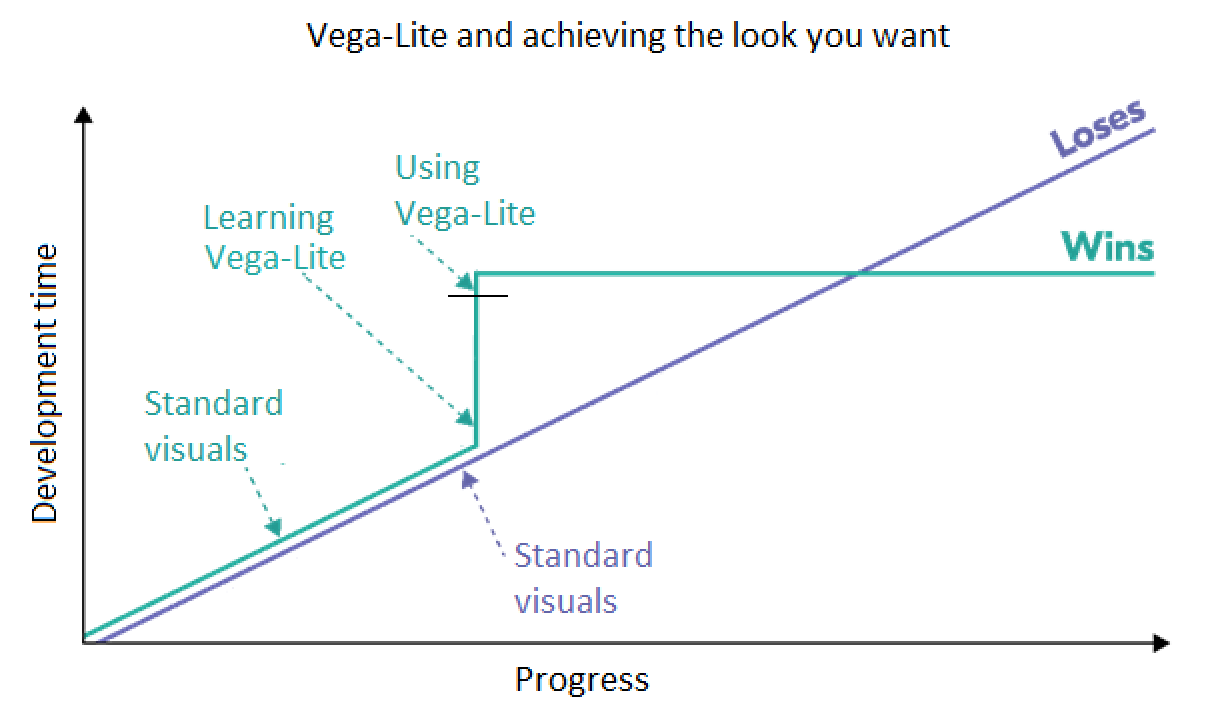 Vega-Lite and achieving the look you want
Loses
Using
Vega-Lite
Learning
Vega-Lite
Wins
Development time
Standard
visuals
Standard
visuals
Progress